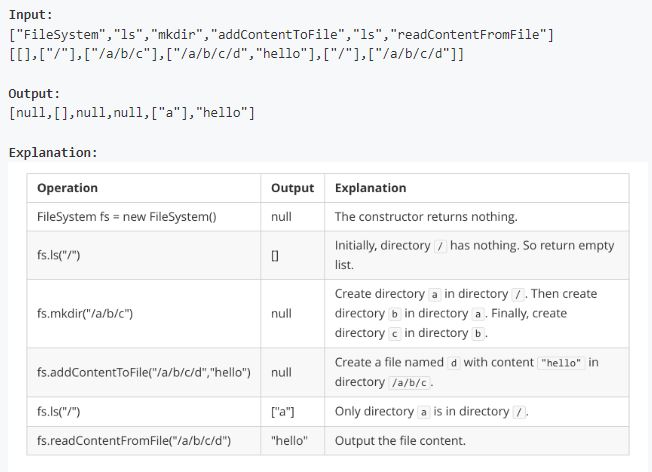 Input:
["FileSystem","ls","mkdir","addContentToFile","ls","readContentFromFile"]
[[],["/"],["/a/b/c"],["/a/b/c/d","hello"],["/"],["/a/b/c/d"]]
Output:
[null,[],null,null,["a"],"hello"]
Explanation:
Operation Output Explanation
FileSystem fs = new FileSystem() null The constructor returns nothing.
fs.ls("/") [] Initially, directory / has nothing. So return empty
list.
fs.mkdir("/a/b/c") null Create directory a in directory /. Then create
directory b in directory a. Finally, create
directory c in directory b.
fs.addContentToFile("/a/b/c/d","hello") null Create a file named d with content "hello" in
directory /a/b/c.
fs.ls("/") ["a"] Only directory a is in directory /.
fs.readContentFromFile("/a/b/c/d") "hello" Output the file content.